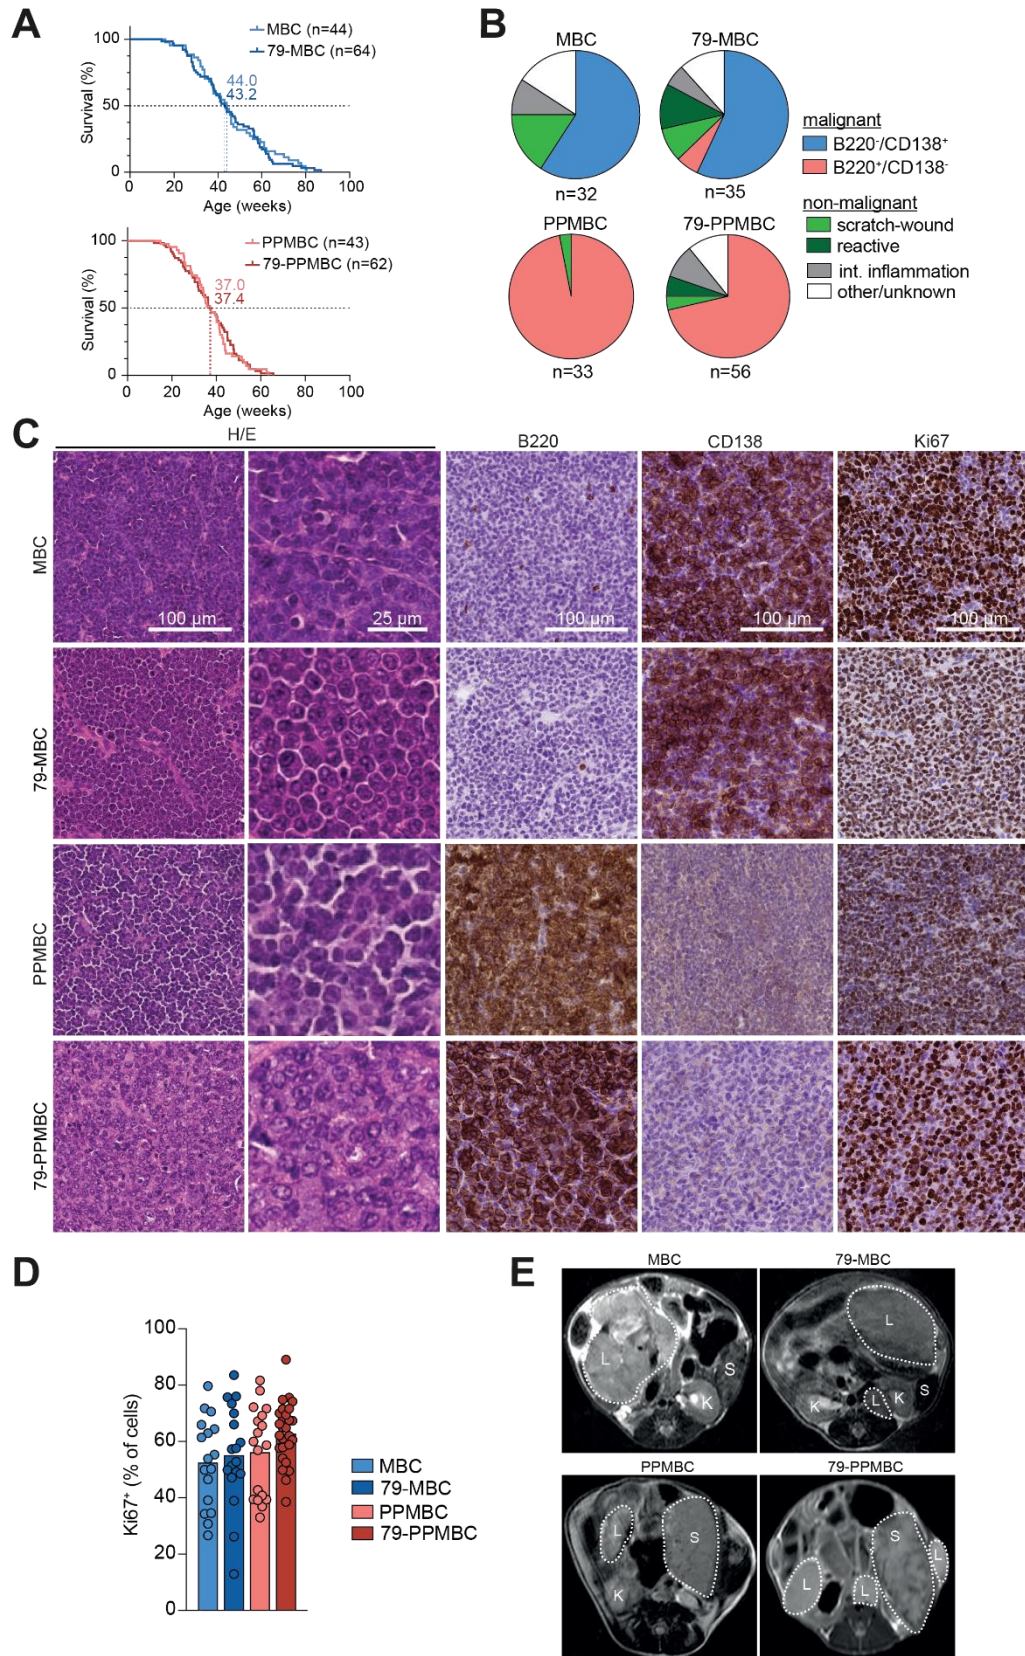 A
MBC (n=44)
79-MBC (n=64)
100
50
0
Survival (%)
44.0
43.2
0 20 40 60 80 100
Age (weeks)
PPMBC (n=43)
79-PPMBC (n=62)
100
50
0
Survival (%)
37.0
37.4
0 20 40 60 80 100
Age (weeks)
B
MBC
79-MBC
n=32
n=35
PPMBC
79-PPMBC
n=33
n=56
malignant
B220⁻/CD138⁺
B220⁺/CD138⁻
non-malignant
scratch-wound
reactive
int. inflammation
other/unknown
C
H/E
B220
CD138
Ki67
MBC
100 µm
25 µm
100 µm
100 µm
100 µm
79-MBC
PPMBC
79-PPMBC
D
100
80
60
40
20
0
Ki67⁺ (% of cells)
MBC
79-MBC
PPMBC
79-PPMBC
E
MBC
79-MBC
L
S
K
L
K
L
K
S
PPMBC
79-PPMBC
L
S
K
S
L
L
L